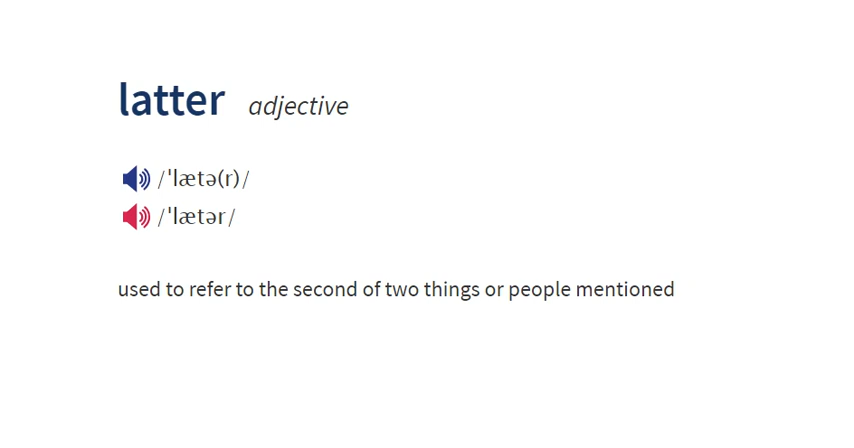 latter adjective
/ˈlætə(r)/
/ˈlætər/
used to refer to the second of two things or people mentioned